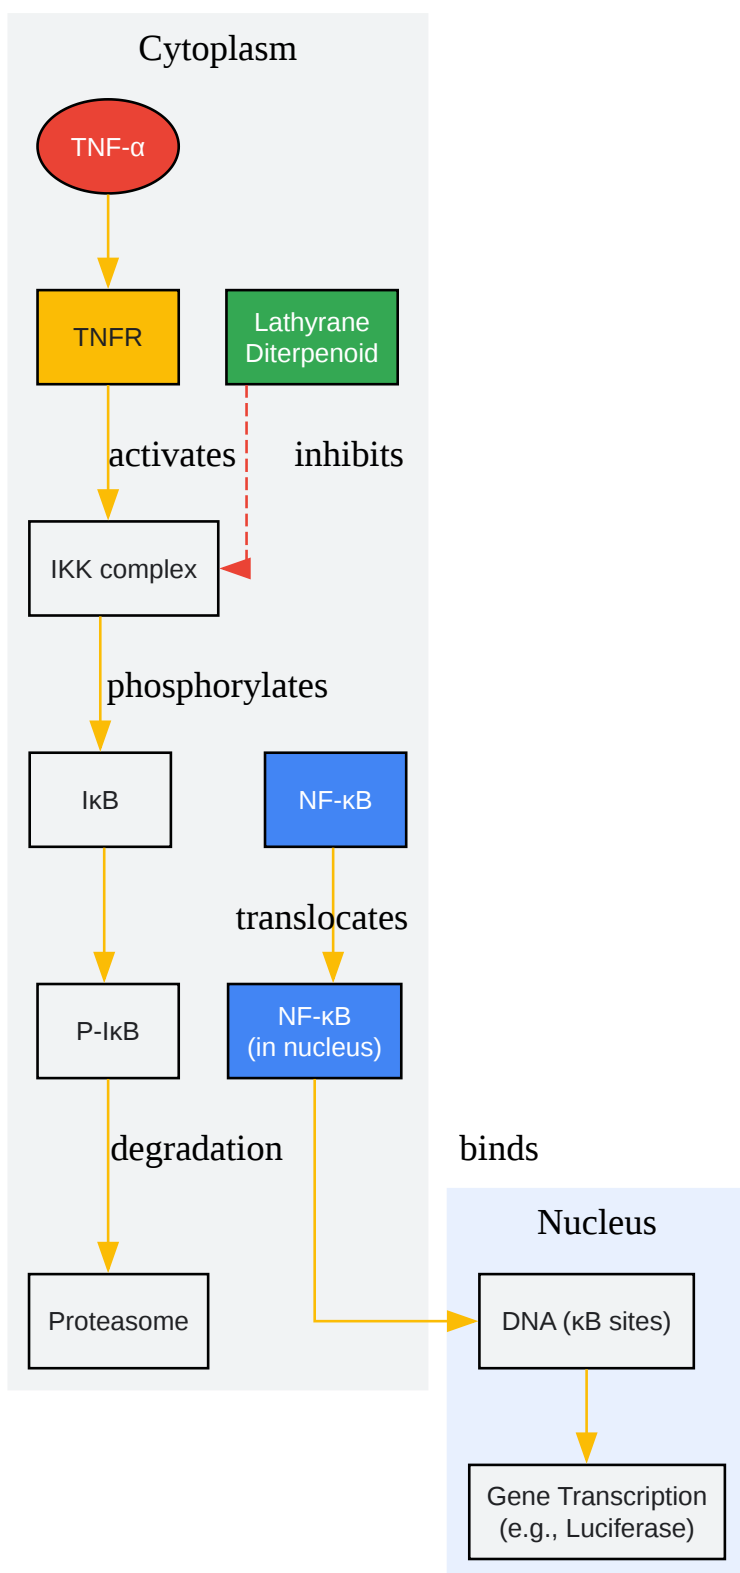 Cytoplasm
TNF-α
TNFR
Lathyrane
Diterpenoid
activates
inhibits
IKK complex
phosphorylates
IκB
NF-κB
translocates
P-IκB
NF-κB
(in nucleus)
degradation
binds
Nucleus
Proteasome
DNA (κB sites)
Gene Transcription
(e.g., Luciferase)